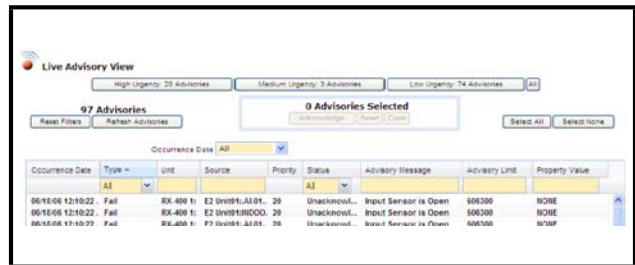 Live Advisory View
High Urgency: 20 Advisories Medium Urgency: 3 Advisories Low Urgency: 74 Advisories All
97 Advisories
0 Advisories Selected
Reset Filters Refresh Advisories
Acknowledge Reset Clear
Select All Select None
Occurrence Date All
Occurrence Date Type Unit Source Priority Status Advisory Message Advisory Limit Property Value
All All
06/18/06 12:10:22 . Fail RX-400 1: E2 Unit01:.AI.01.. 20 Unacknowl... Input Sensor is Open 606300 NONE
06/18/06 12:10:22 . Fail RX-400 1: E2 Unit01:INDOO. 20 Unacknowl... Input Sensor is Open 606300 NONE
06/18/06 12:10:22 . Fail RX-400 1: E2 Unit01:.AI.01.. 20 Unacknowl... Input Sensor is Open 606300 NONE